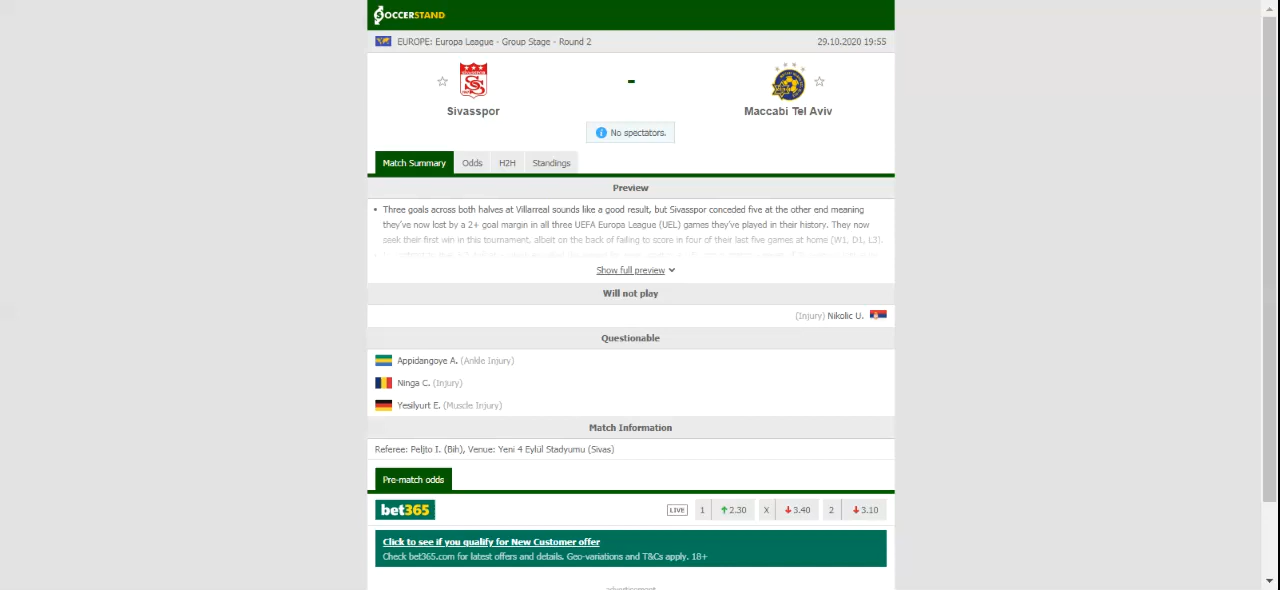 SOCCERSTAND
EUROPE: Europa League - Group Stage - Round 2
29.10.2020 19:55
-
Sivasspor
Maccabi Tel Aviv
No spectators.
Match Summary
Odds
H2H
Standings
Preview
• Three goals across both halves at Villarreal sounds like a good result, but Sivasspor conceded five at the other end meaning
they've now lost by a 2+ goal margin in all three UEFA Europa League (UEL) games they've played in their history. They now
seek their first win in this tournament, albeit on the back of failing to score in four of their last five games at home (W1, D1, L3).
Show full preview
Will not play
(Injury) Nikolic U.
Questionable
Appidangoye A. (Ankle Injury)
Ninga C. (Injury)
Yesilyurt E. (Muscle Injury)
Match Information
Referee: Peljto I. (Bih), Venue: Yeni 4 Eylül Stadyumu (Sivas)
Pre-match odds
bet365
LIVE
1 2.30
X 3.40
2 3.10
Click to see if you qualify for New Customer offer
Check bet365.com for latest offers and details. Geo-variations and T&Cs apply. 18+